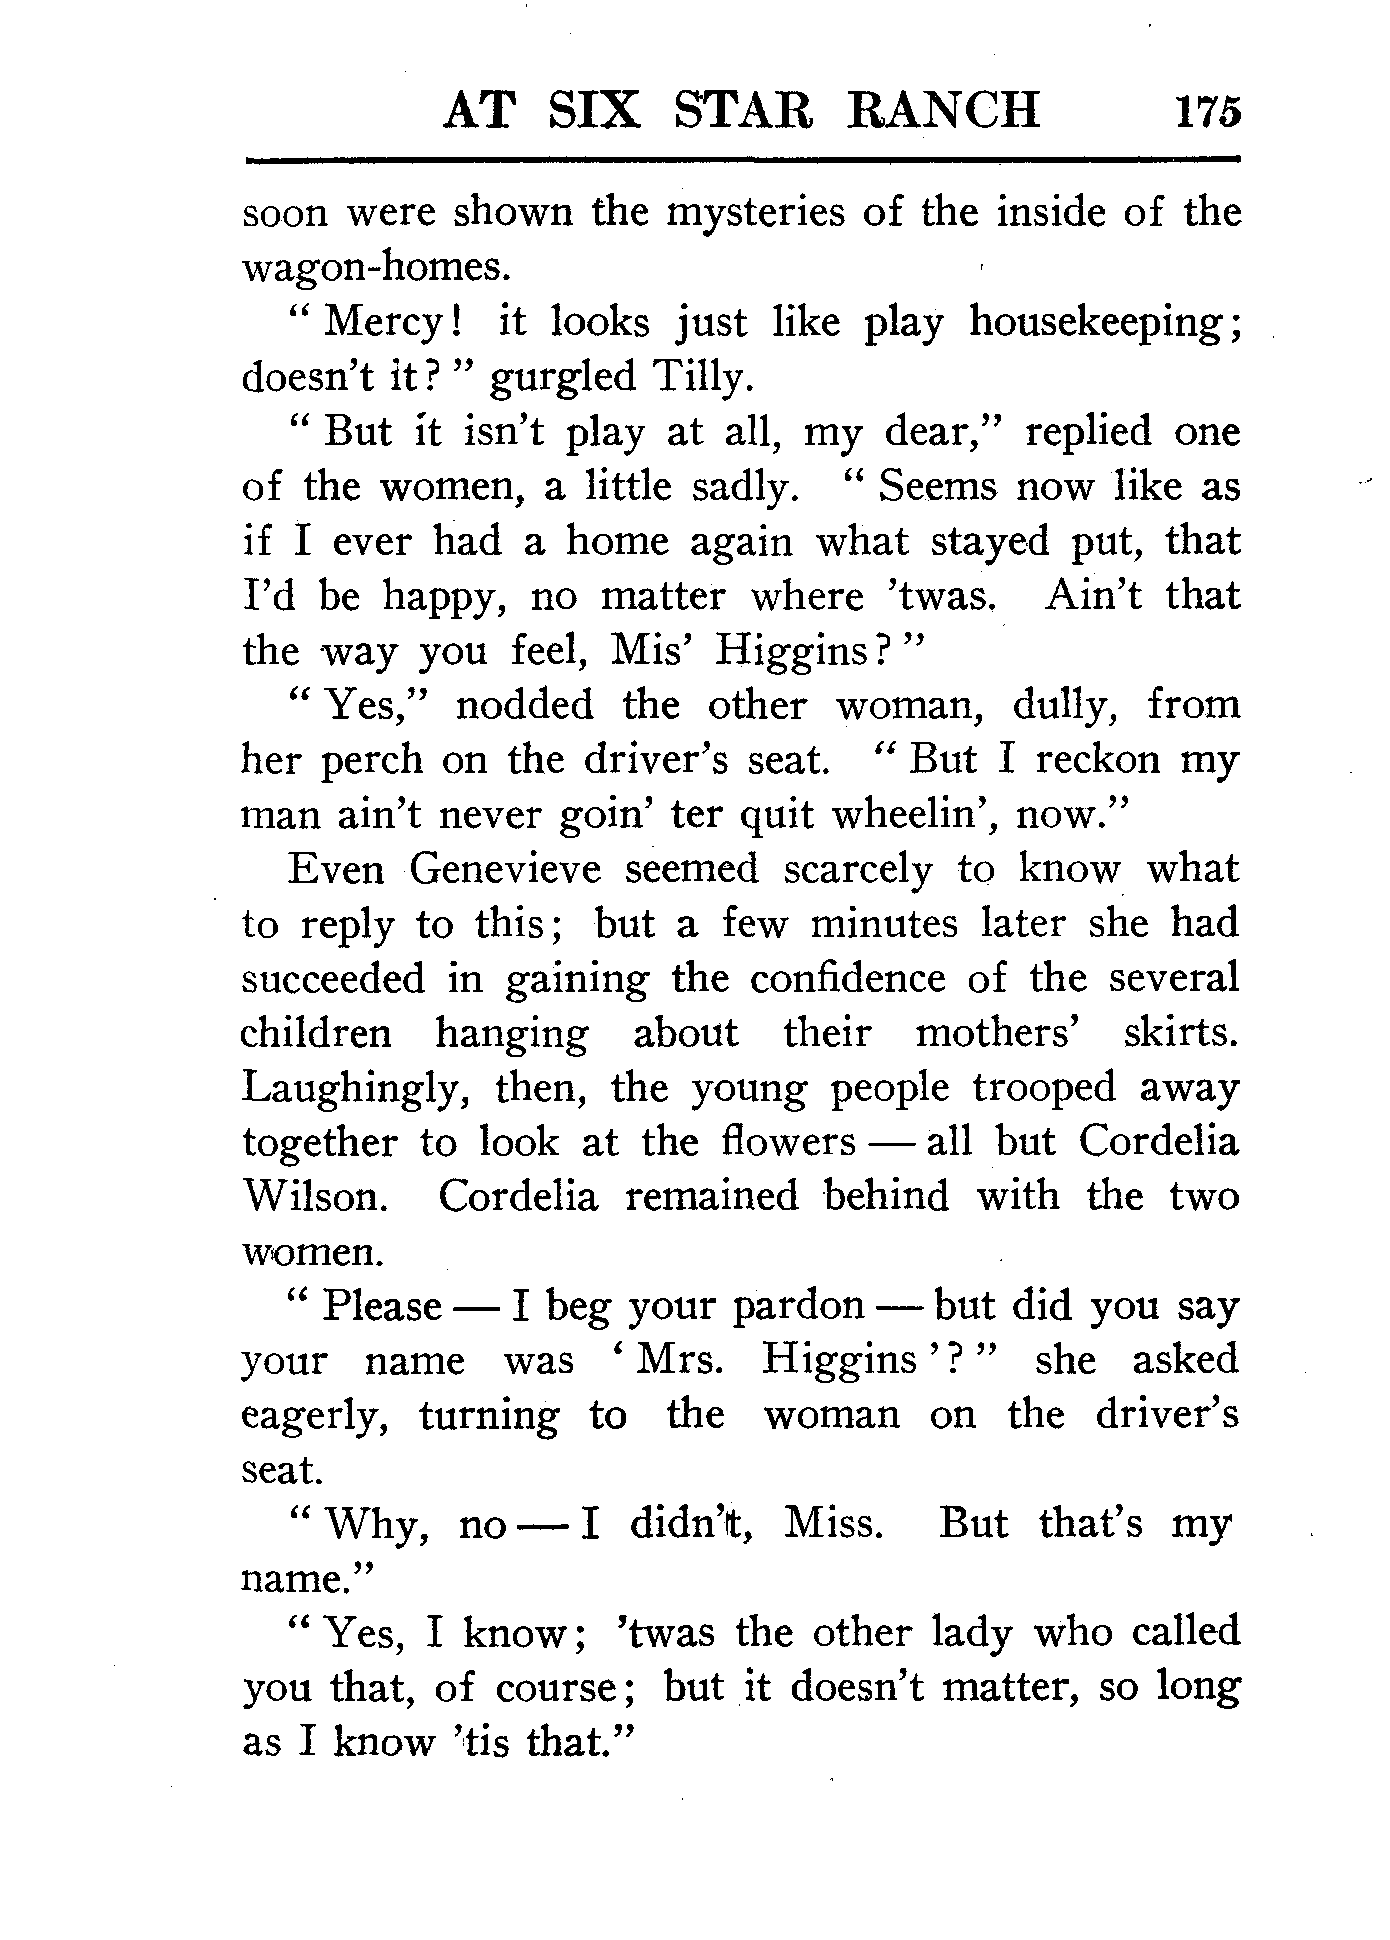 AT SIX STAR RANCH 175
soon were shown the mysteries of the inside of the
wagon-homes.
“ Mercy! it looks just like play housekeeping;
doesn’t it? ” gurgled Tilly.
“ But it isn’t play at all, my dear,” replied one
of the women, a little sadly. “ Seems now like as
if I ever had a home again what stayed put, that
I’d be happy, no matter where ’twas. Ain’t that
the way you feel, Mis’ Higgins? ”
“ Yes,” nodded the other woman, dully, from
her perch on the driver’s seat. “ But I reckon my
man ain’t never goin’ ter quit wheelin’, now.”
Even Genevieve seemed scarcely to know what
to reply to this; but a few minutes later she had
succeeded in gaining the confidence of the several
children hanging about their mothers’ skirts.
Laughingly, then, the young people trooped away
together to look at the flowers — all but Cordelia
Wilson. Cordelia remained behind with the two
women.
“ Please — I beg your pardon — but did you say
your name was ‘ Mrs. Higgins ’? ” she asked
eagerly, turning to the woman on the driver’s
seat.
“ Why, no — I didn’t, Miss. But that’s my
name.”
“ Yes, I know; ’twas the other lady who called
you that, of course; but it doesn’t matter, so long
as I know ’tis that.”